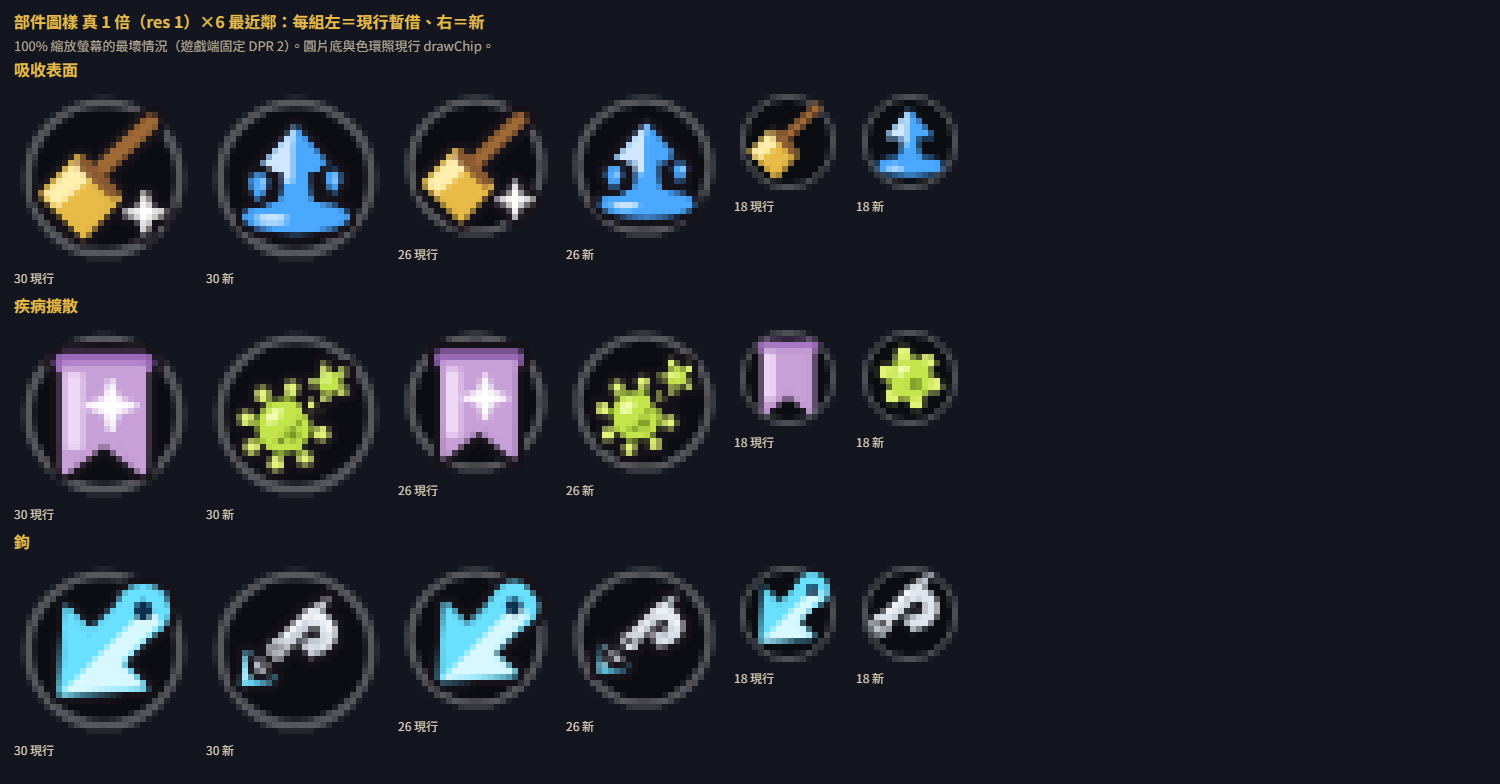 部件圖樣 真 1 倍（res 1）×6 最近鄰：每組左＝現行暫借、右＝新
100% 縮放螢幕的最壞情況（遊戲端固定 DPR 2）。圓片底與色環照現行 drawChip。
吸收表面
30 現行
30 新
26 現行
26 新
18 現行
18 新
疾病擴散
30 現行
30 新
26 現行
26 新
18 現行
18 新
鉤
30 現行
30 新
26 現行
26 新
18 現行
18 新